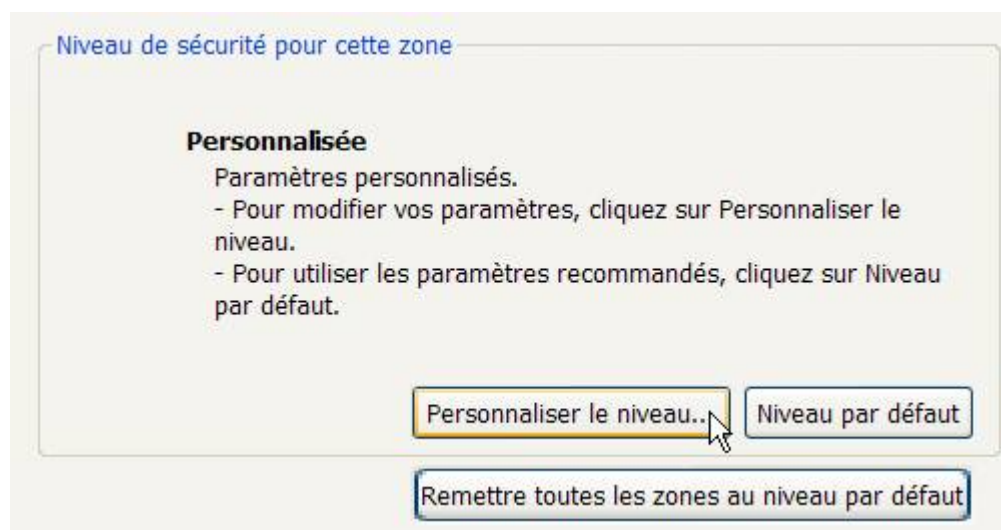 Niveau de sécurité pour cette zone
Personnalisée
Paramètres personnalisés.
- Pour modifier vos paramètres, cliquez sur Personnaliser le
niveau.
- Pour utiliser les paramètres recommandés, cliquez sur Niveau
par défaut.
Personnaliser le niveau... Niveau par défaut
Remettre toutes les zones au niveau par défaut